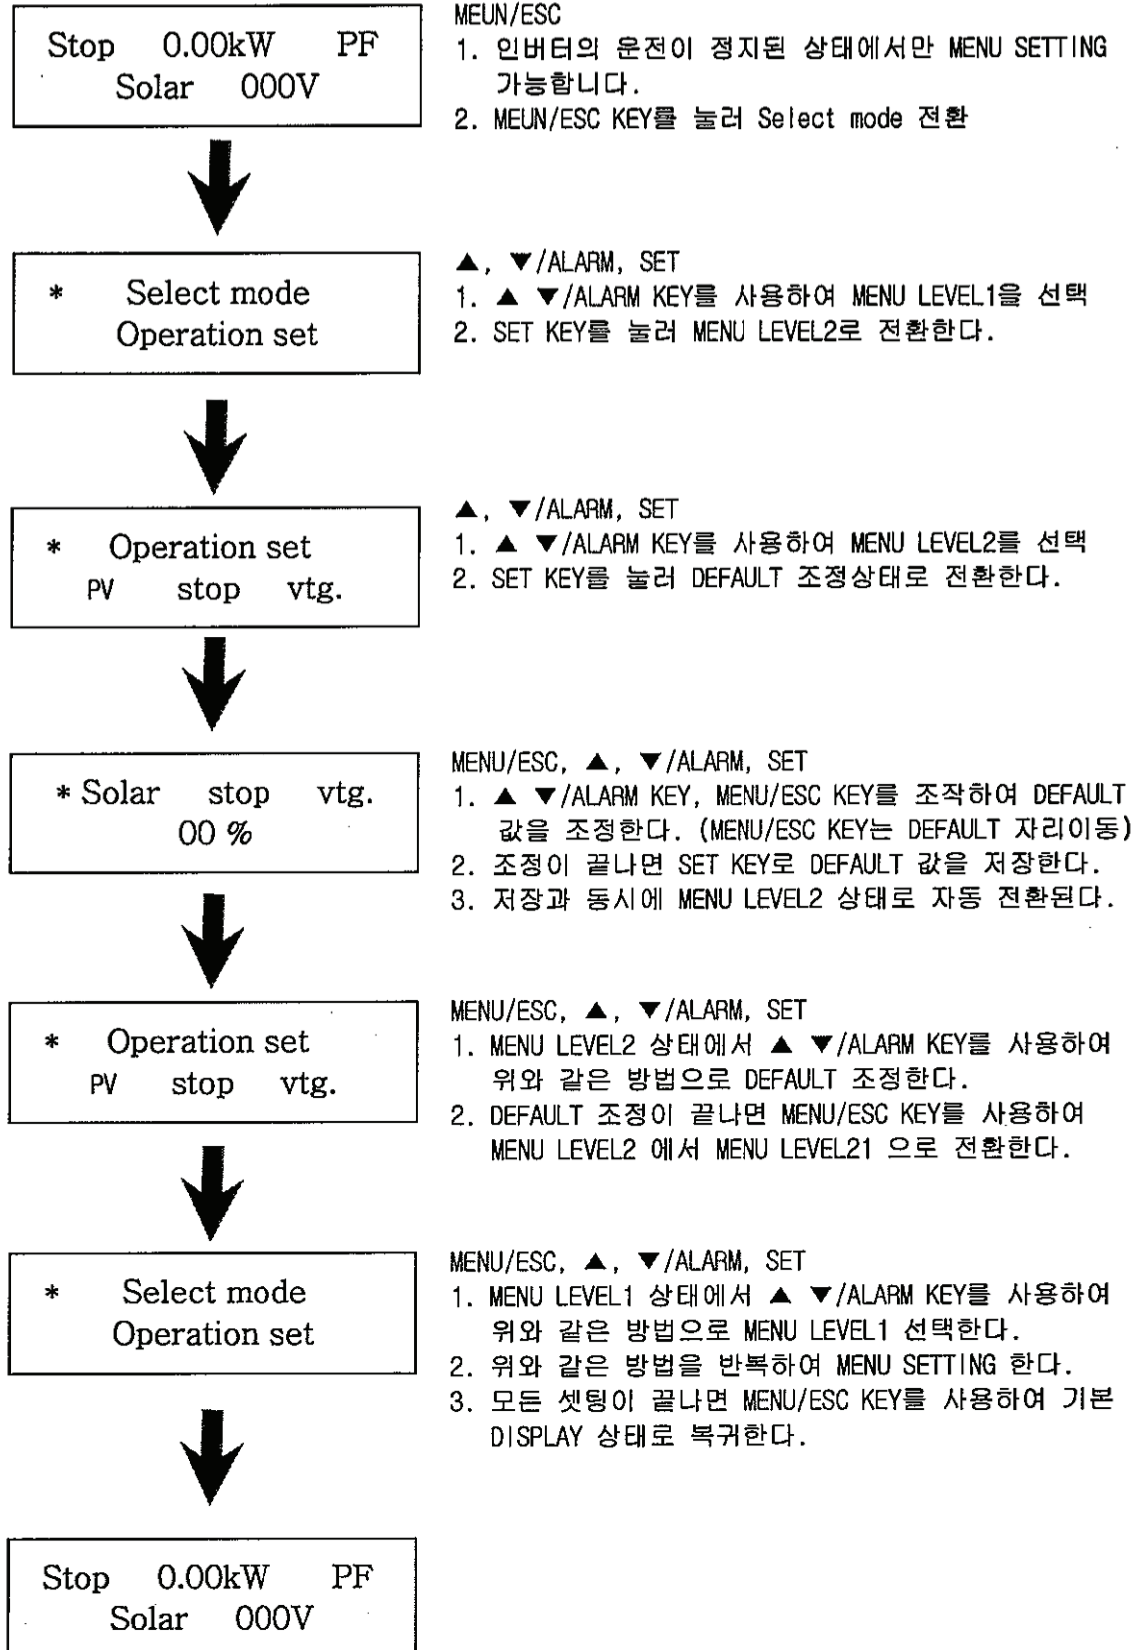 Stop 0.00kW PF
Solar 000V
MEUN/ESC
1. 인버터의 운전이 정지된 상태에서만 MENU SETTING
가능합니다.
2. MEUN/ESC KEY를 눌러 Select mode 전환
* Select mode
Operation set
▲, ▼/ALARM, SET
1. ▲ ▼/ALARM KEY를 사용하여 MENU LEVEL1을 선택
2. SET KEY를 눌러 MENU LEVEL2로 전환한다.
* Operation set
PV stop vtg.
▲, ▼/ALARM, SET
1. ▲ ▼/ALARM KEY를 사용하여 MENU LEVEL2를 선택
2. SET KEY를 눌러 DEFAULT 조정상태로 전환한다.
* Solar stop vtg.
00 %
MENU/ESC, ▲, ▼/ALARM, SET
1. ▲ ▼/ALARM KEY, MENU/ESC KEY를 조작하여 DEFAULT
값을 조정한다. (MENU/ESC KEY는 DEFAULT 자리이동)
2. 조정이 끝나면 SET KEY로 DEFAULT 값을 저장한다.
3. 저장과 동시에 MENU LEVEL2 상태로 자동 전환된다.
* Operation set
PV stop vtg.
MENU/ESC, ▲, ▼/ALARM, SET
1. MENU LEVEL2 상태에서 ▲ ▼/ALARM KEY를 사용하여
위와 같은 방법으로 DEFAULT 조정한다.
2. DEFAULT 조정이 끝나면 MENU/ESC KEY를 사용하여
MENU LEVEL2 에서 MENU LEVEL21 으로 전환한다.
* Select mode
Operation set
MENU/ESC, ▲, ▼/ALARM, SET
1. MENU LEVEL1 상태에서 ▲ ▼/ALARM KEY를 사용하여
위와 같은 방법으로 MENU LEVEL1 선택한다.
2. 위와 같은 방법을 반복하여 MENU SETTING 한다.
3. 모든 셋팅이 끝나면 MENU/ESC KEY를 사용하여 기본
DISPLAY 상태로 복귀한다.
Stop 0.00kW PF
Solar 000V